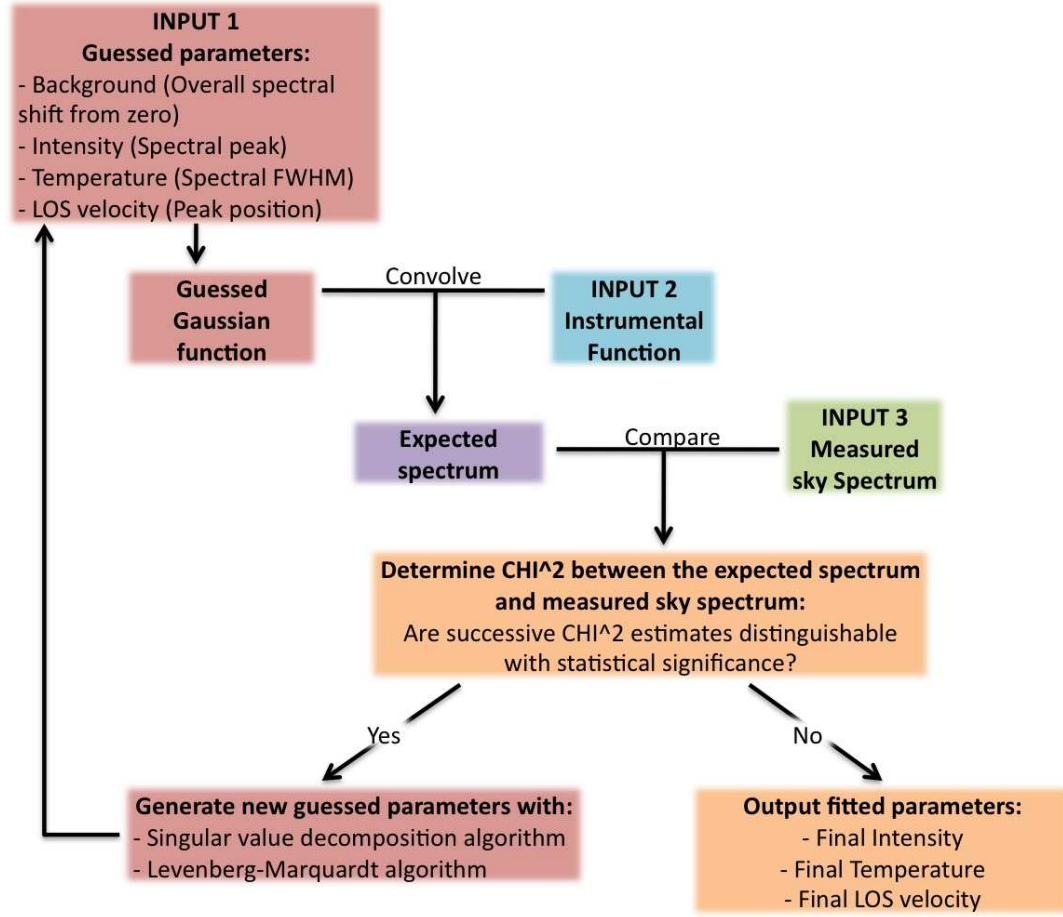 INPUT 1
Guessed parameters:
- Background (Overall spectral
shift from zero)
- Intensity (Spectral peak)
- Temperature (Spectral FWHM)
- LOS velocity (Peak position)
Guessed
Gaussian
function
Convolve
INPUT 2
Instrumental
Function
Expected
spectrum
Compare
INPUT 3
Measured
sky Spectrum
Determine CHI^2 between the expected spectrum
and measured sky spectrum:
Are successive CHI^2 estimates distinguishable
with statistical significance?
Yes
No
Generate new guessed parameters with:
- Singular value decomposition algorithm
- Levenberg-Marquardt algorithm
Output fitted parameters:
- Final Intensity
- Final Temperature
- Final LOS velocity